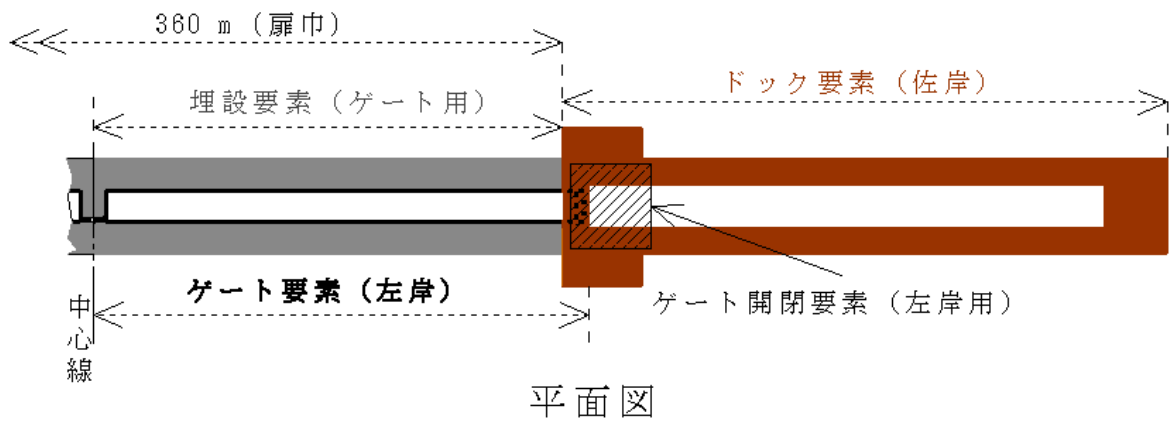 360 m (扉巾)
埋設要素(ゲート用)
ドック要素(佐岸)
ゲート要素(左岸)
ゲート開閉要素(左岸用)
中心線
平面図